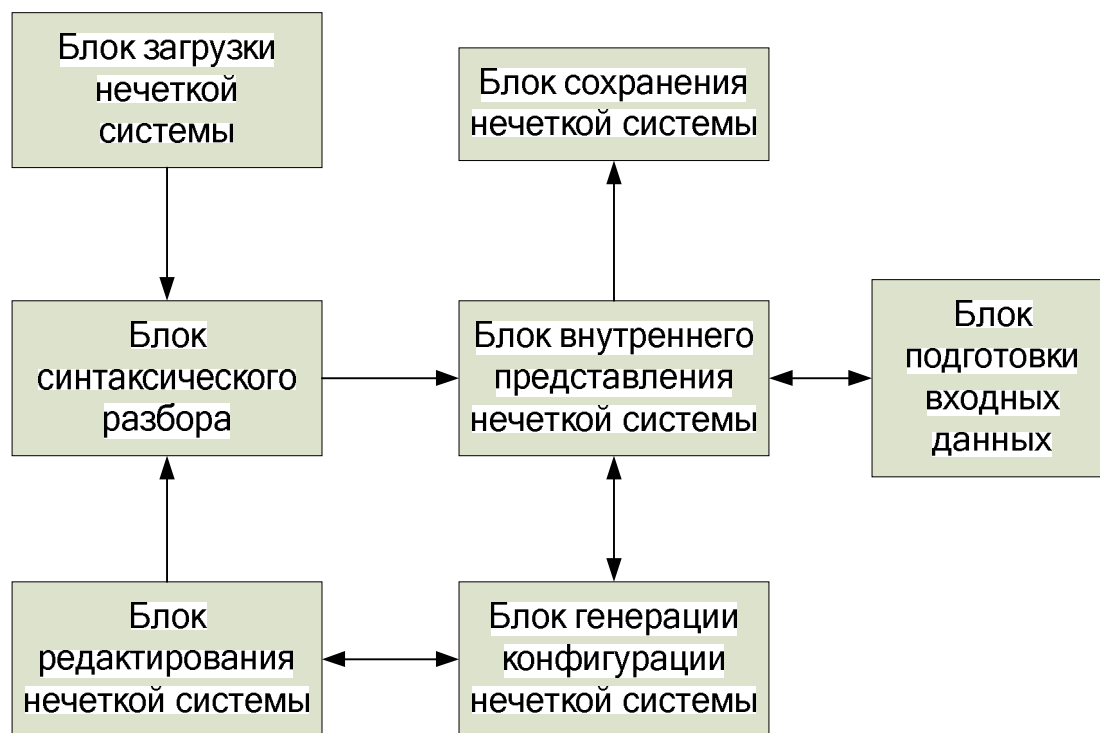 Блок загрузки
нечеткой
системы
Блок сохранения
нечеткой системы
Блок
синтаксического
разбора
Блок внутреннего
представления
нечеткой системы
Блок
подготовки
входных
данных
Блок
редактирования
нечеткой системы
Блок генерации
конфигурации
нечеткой системы